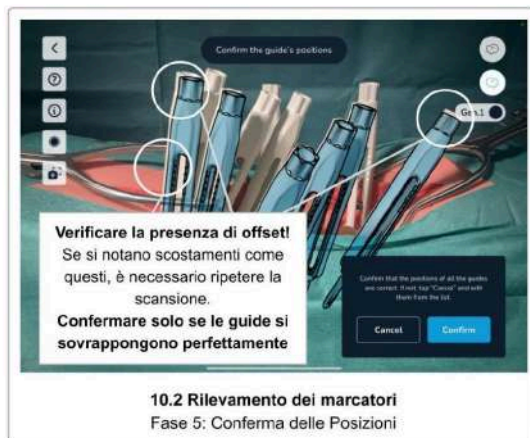 Confirm the guide's positions
Gen.1
Verificare la presenza di offset!
Se si notano scostamenti come
questi, è necessario ripetere la
scansione.
Confermare solo se le guide si
sovrappongono perfettamente
Confirm that the positions of all the guides
are correct. If not, tap "Cancel" and edit
them from the list.
Cancel
Confirm
10.2 Rilevamento dei marcatori
Fase 5: Conferma delle Posizioni